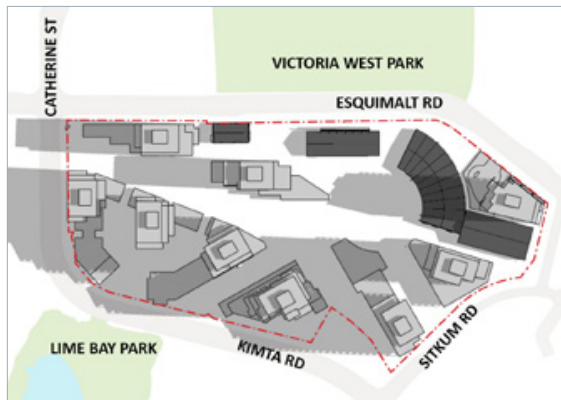 VICTORIA WEST PARK
CATHERINE ST
ESQUIMALT RD
LIME BAY PARK
KIMTA RD
SITKUM RD